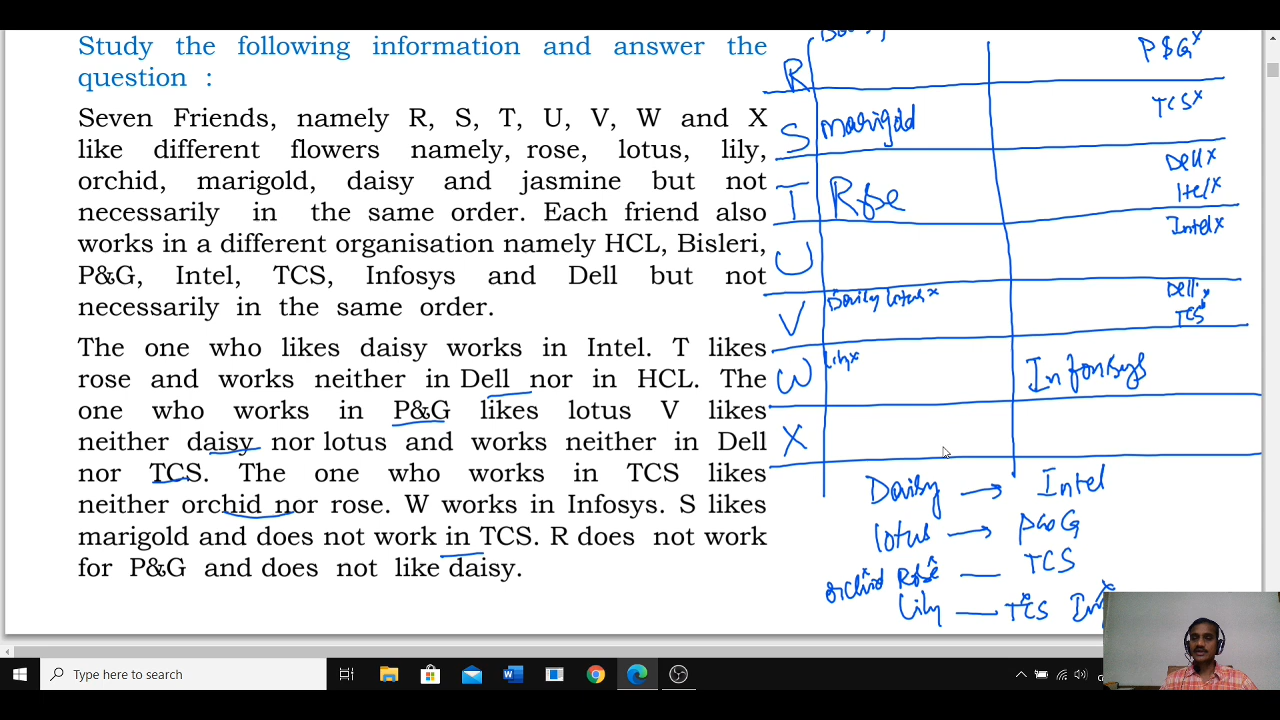 Study the following information and answer the
question :
Seven Friends, namely R, S, T, U, V, W and X
like different flowers namely, rose, lotus, lily,
orchid, marigold, daisy and jasmine but not
necessarily in the same order. Each friend also
works in a different organisation namely HCL, Bisleri,
P&G, Intel, TCS, Infosys and Dell but not
necessarily in the same order.
The one who likes daisy works in Intel. T likes
rose and works neither in Dell nor in HCL. The
one who works in P&G likes lotus V likes
neither daisy nor lotus and works neither in Dell
nor TCS. The one who works in TCS likes
neither orchid nor rose. W works in Infosys. S likes
marigold and does not work in TCS. R does not work
for P&G and does not like daisy.
R P$G x
S marigold TCS x
T Rose Dell x
Hcl x
U Intel x
V lotus x Dell x
TCS x
W Lily x Infonsys
X
Daisy → Intel
lotus → P&G
orchid x Rose x — TCS
Lily — TCS x
Type here to search